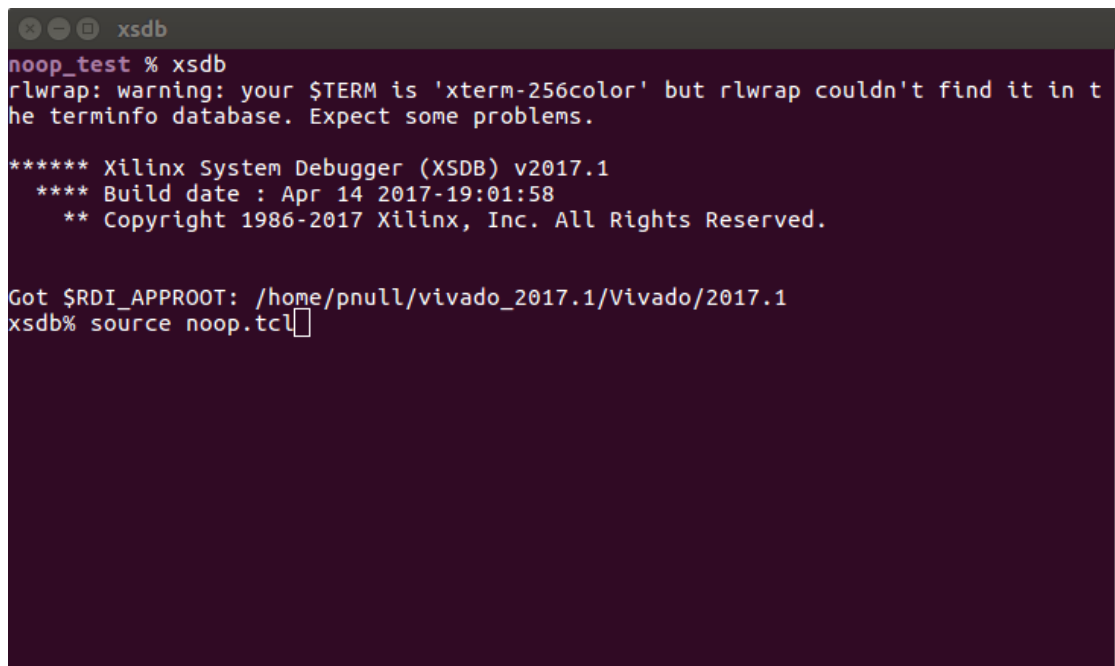 xsdb
noop_test % xsdb
rlwrap: warning: your $TERM is 'xterm-256color' but rlwrap couldn't find it in t
he terminfo database. Expect some problems.
****** Xilinx System Debugger (XSDB) v2017.1
  **** Build date : Apr 14 2017-19:01:58
    ** Copyright 1986-2017 Xilinx, Inc. All Rights Reserved.
Got $RDI_APPROOT: /home/pnull/vivado_2017.1/Vivado/2017.1
xsdb% source noop.tcl